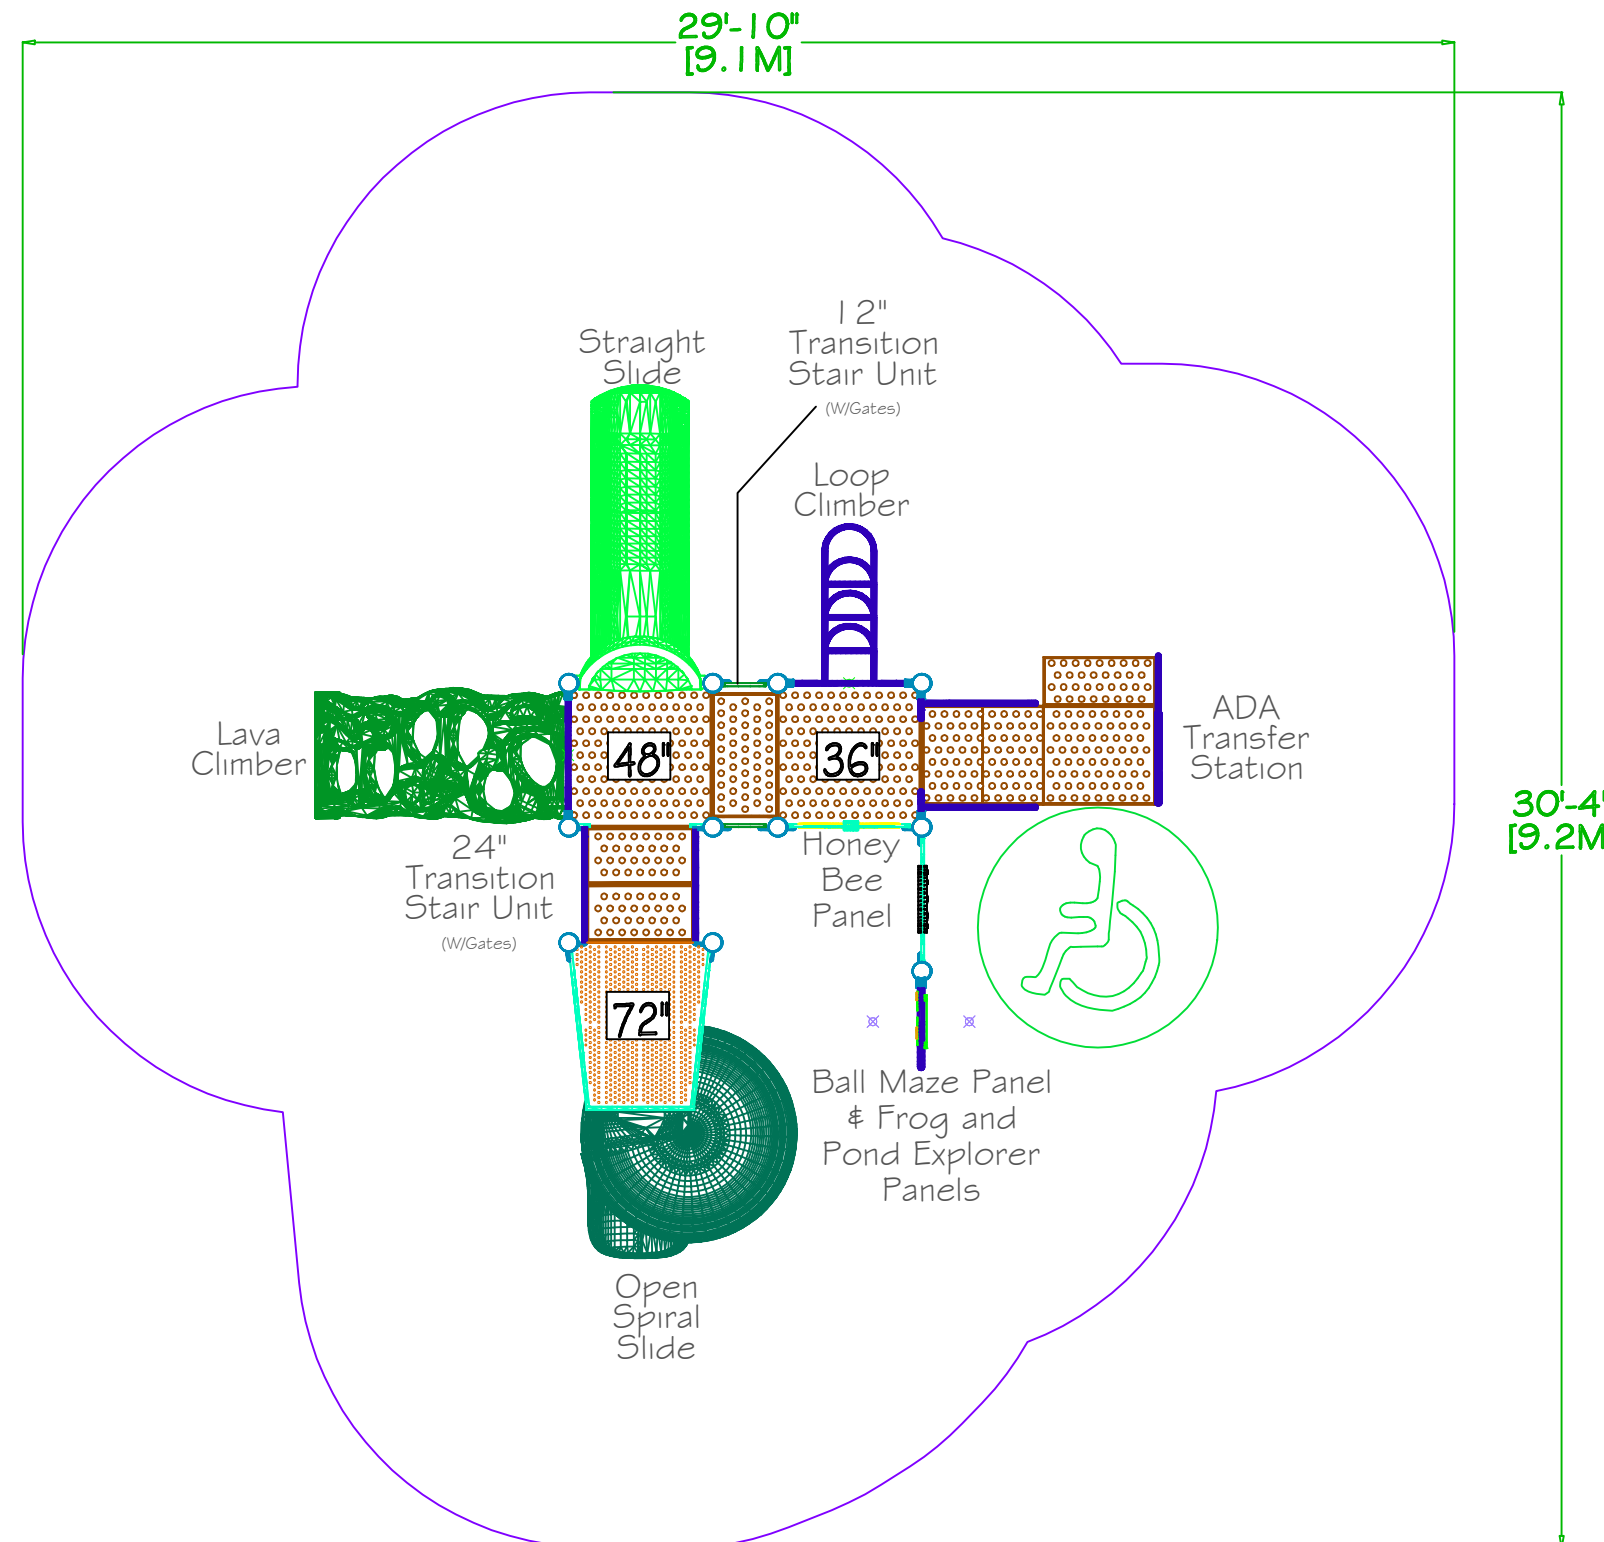 29'-10"
[9.1M]
12"
Transition
Stair Unit
(W/Gates)
Straight
Slide
Loop
Climber
Lava
Climber
48"
36"
ADA
Transfer
Station
30'-4"
[9.2M
24"
Transition
Stair Unit
(W/Gates)
Honey
Bee
Panel
72"
Ball Maze Panel
& Frog and
Pond Explorer
Panels
Open
Spiral
Slide